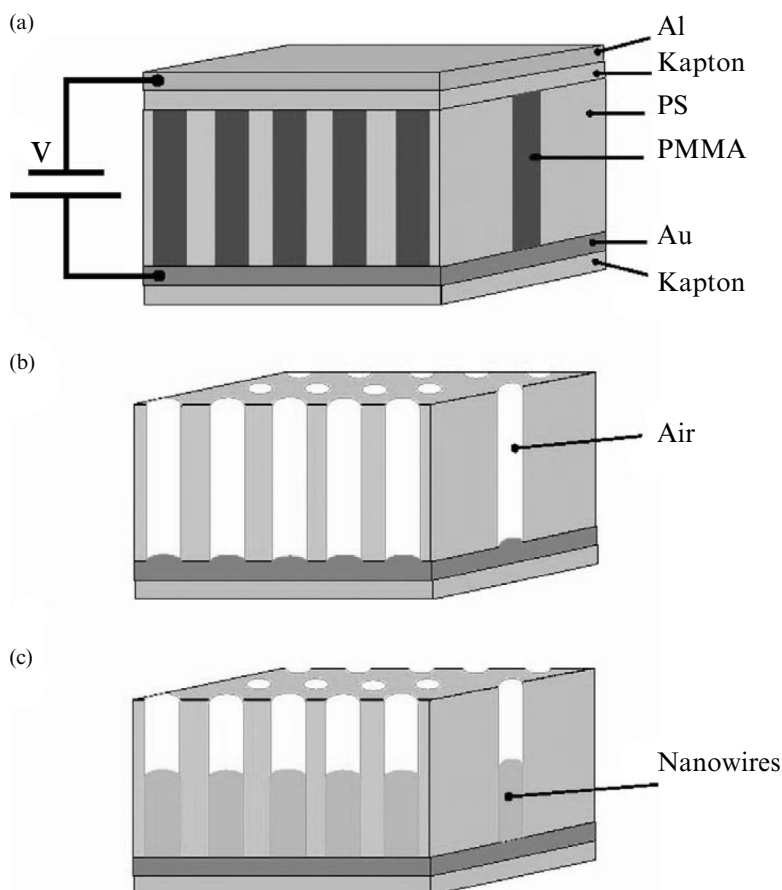 (a)
Al
Kapton
PS
V
PMMA
Au
Kapton
(b)
Air
(c)
Nanowires